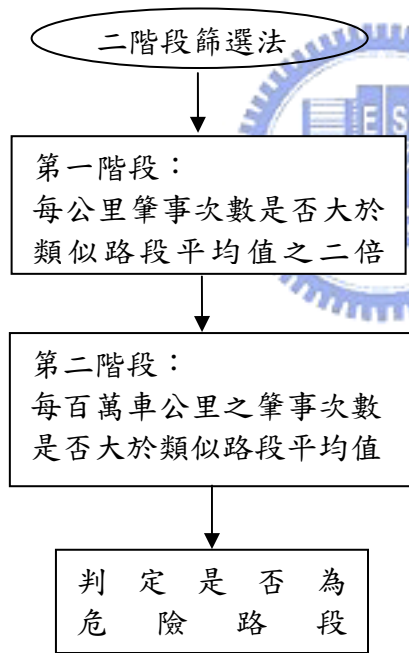 二階段篩選法
第一階段：
每公里肇事次數是否大於
類似路段平均值之二倍
第二階段：
每百萬車公里之肇事次數
是否大於類似路段平均值
判定是否為
危險路段
ES